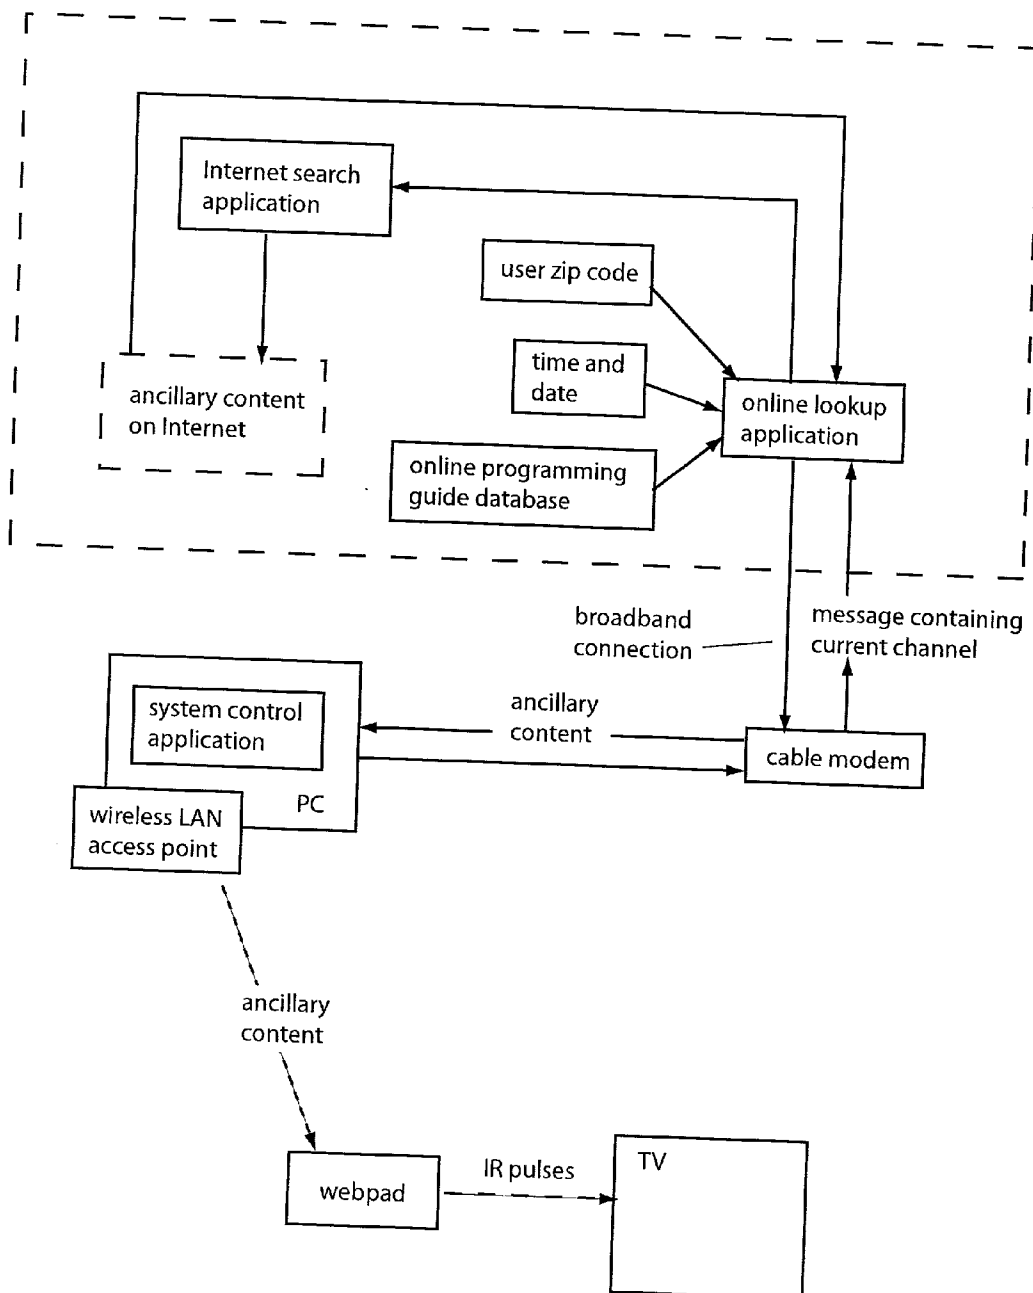 Internet search
application
user zip code
time and
date
online lookup
application
ancillary content
on Internet
online programming
guide database
broadband
connection
message containing
current channel
system control
application
ancillary
content
cable modem
PC
wireless LAN
access point
ancillary
content
webpad
IR pulses
TV